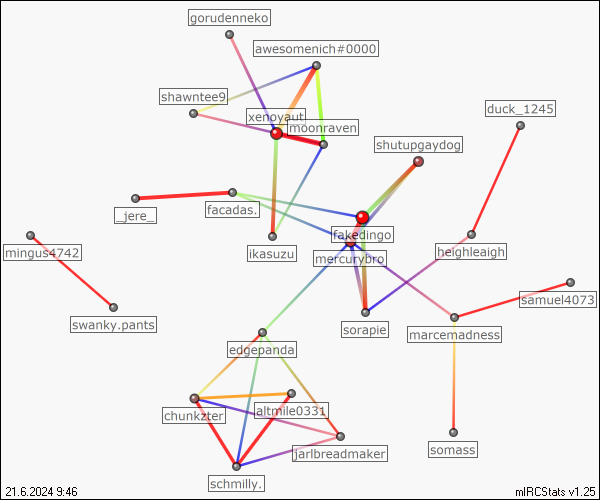 gorudenneko
awesomenich#0000
shawntee9
duck_1245
xenoyaut
moonraven
shutupgaydog
_jere_
facadas.
fakedingo
mingus4742
ikasuzu
mercurybro
heighleaigh
samuel4073
swanky.pants
sorapie
marcemadness
edgepanda
chunkzter
altmile0331
jarlbreadmaker
somass
schmilly.
21.6.2024 9:46
mIRCStats v1.25